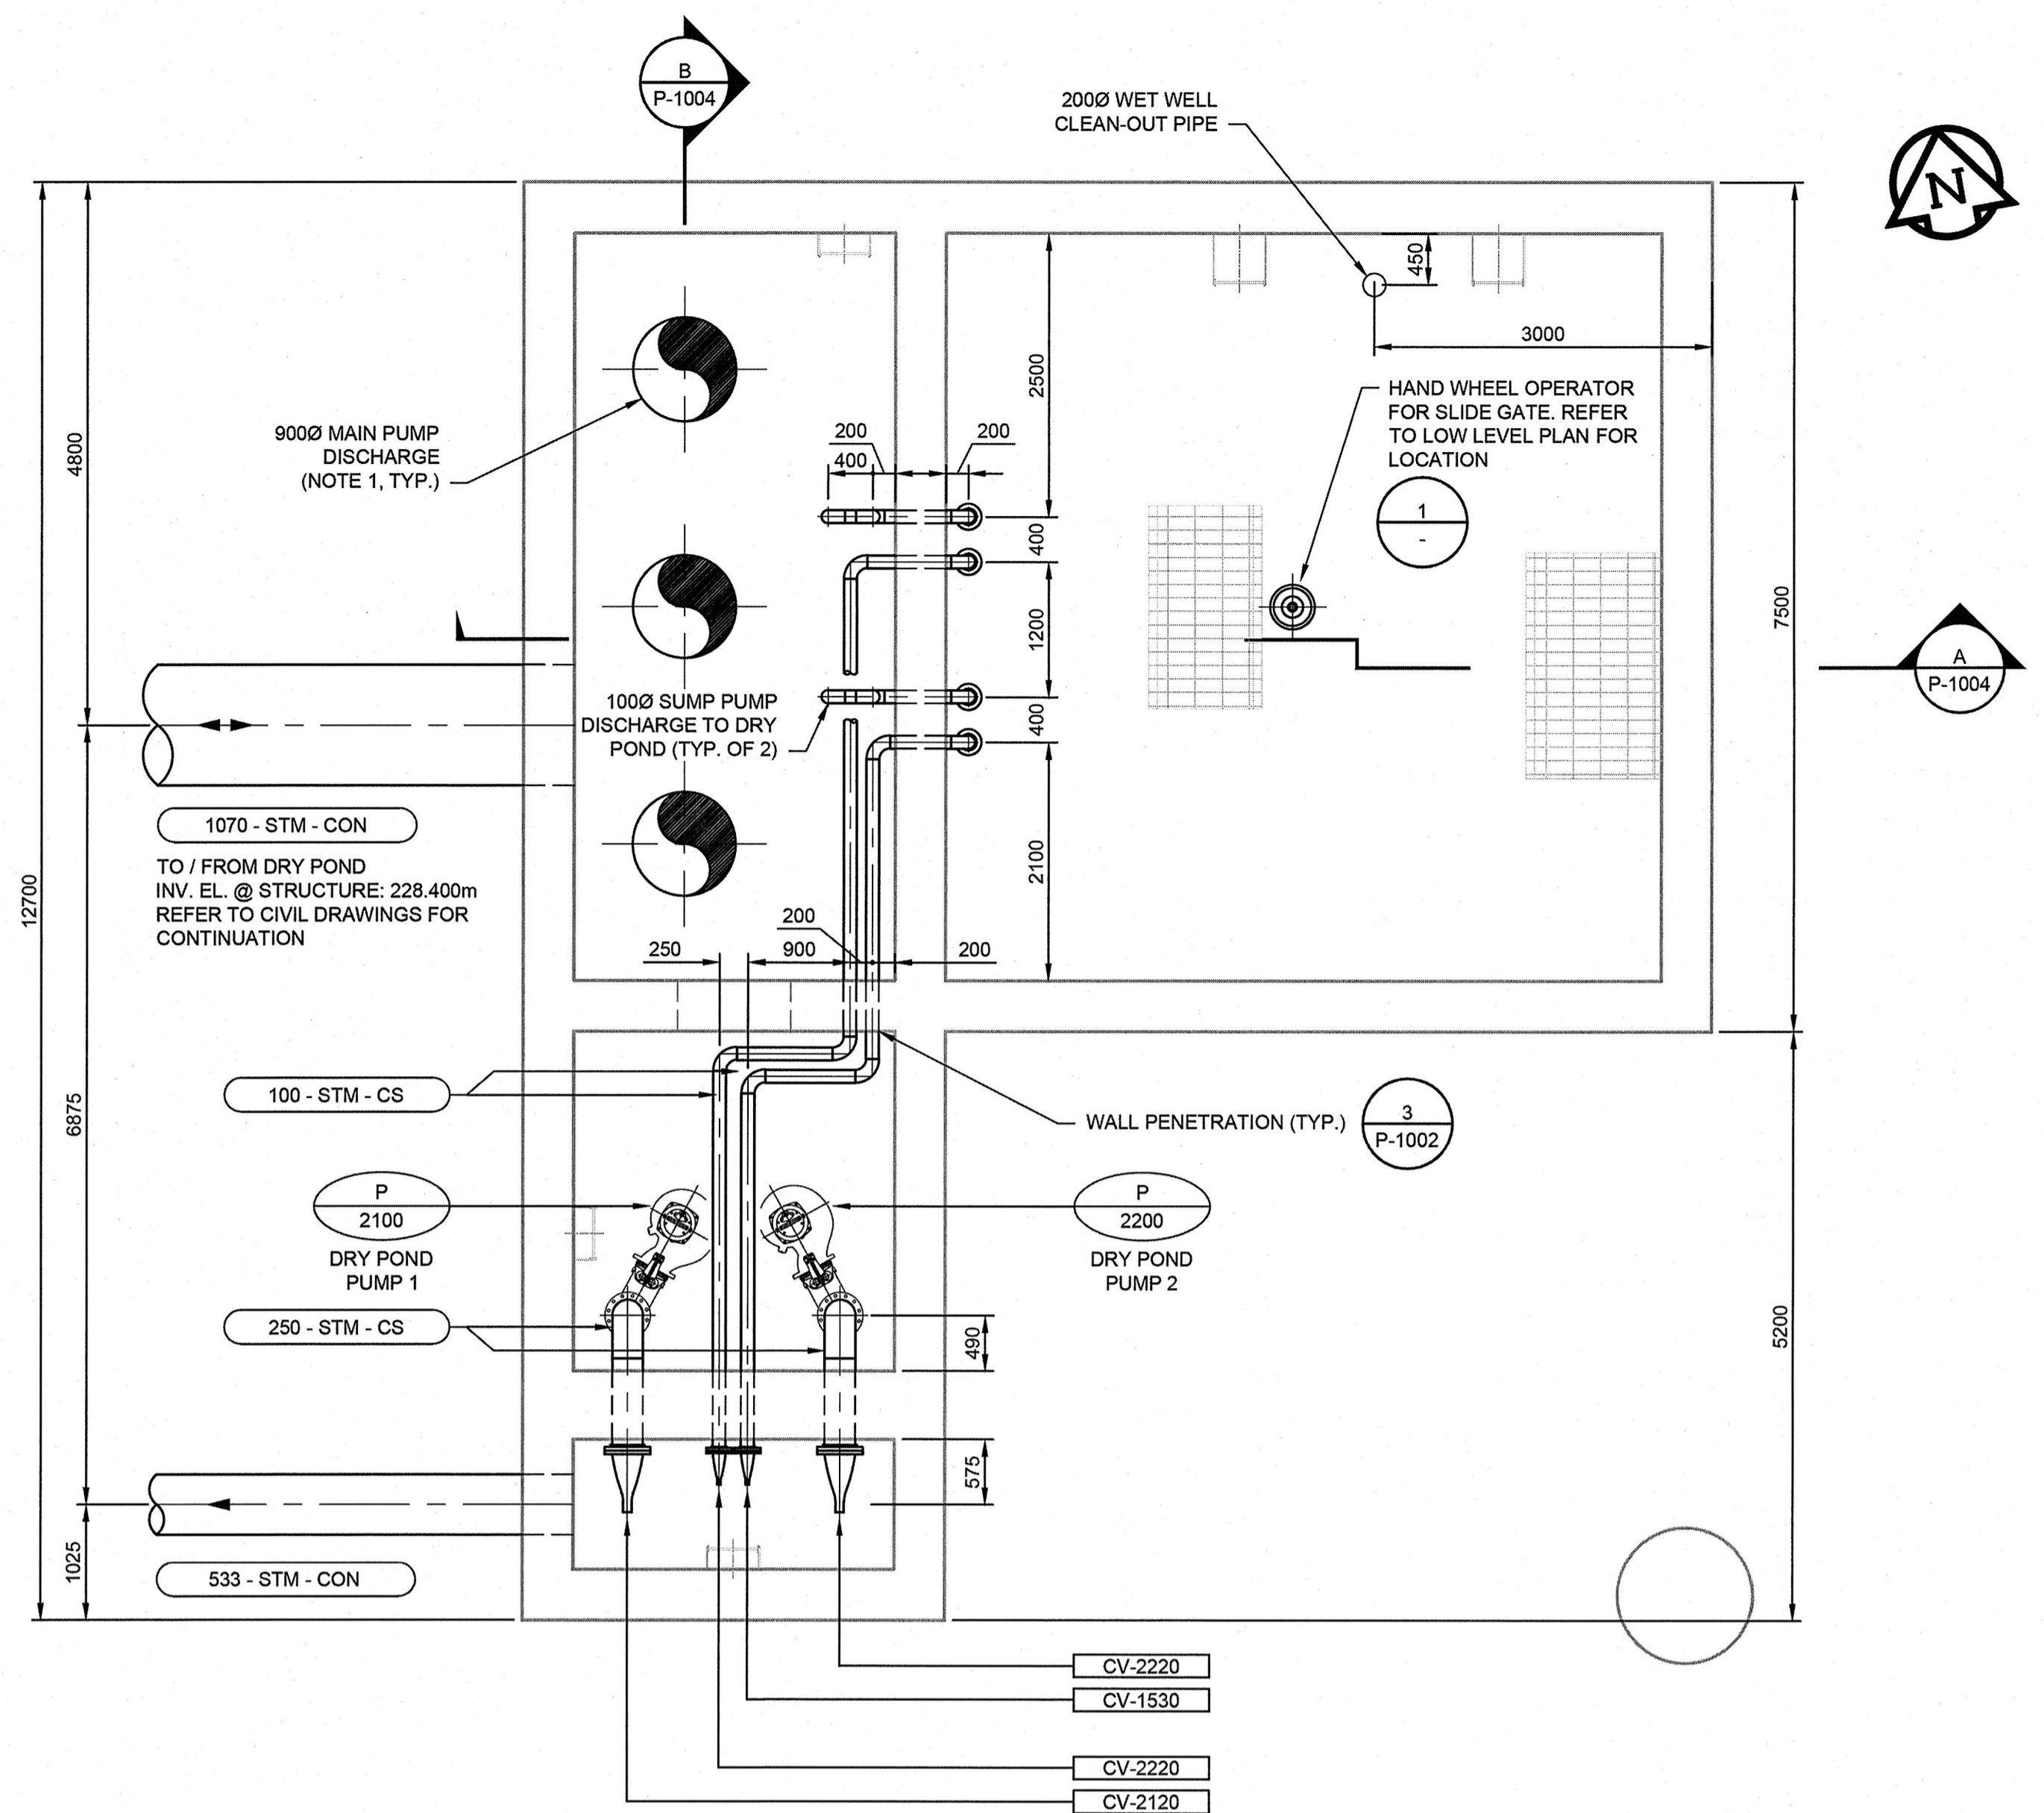 B
P-1004
200Ø WET WELL
CLEAN-OUT PIPE
N
450
3000
2500
4800
900Ø MAIN PUMP
DISCHARGE
(NOTE 1, TYP.)
HAND WHEEL OPERATOR
FOR SLIDE GATE. REFER
TO LOW LEVEL PLAN FOR
LOCATION
200
200
400
1
-
400
7500
1200
A
P-1004
100Ø SUMP PUMP
DISCHARGE TO DRY
POND (TYP. OF 2)
400
1070 - STM - CON
TO / FROM DRY POND
INV. EL. @ STRUCTURE: 228.400m
REFER TO CIVIL DRAWINGS FOR
CONTINUATION
12700
2100
200
250
900
200
100 - STM - CS
6875
WALL PENETRATION (TYP.)
3
P-1002
P
2100
DRY POND
PUMP 1
P
2200
DRY POND
PUMP 2
250 - STM - CS
490
5200
575
1025
533 - STM - CON
CV-2220
CV-1530
CV-2220
CV-2120